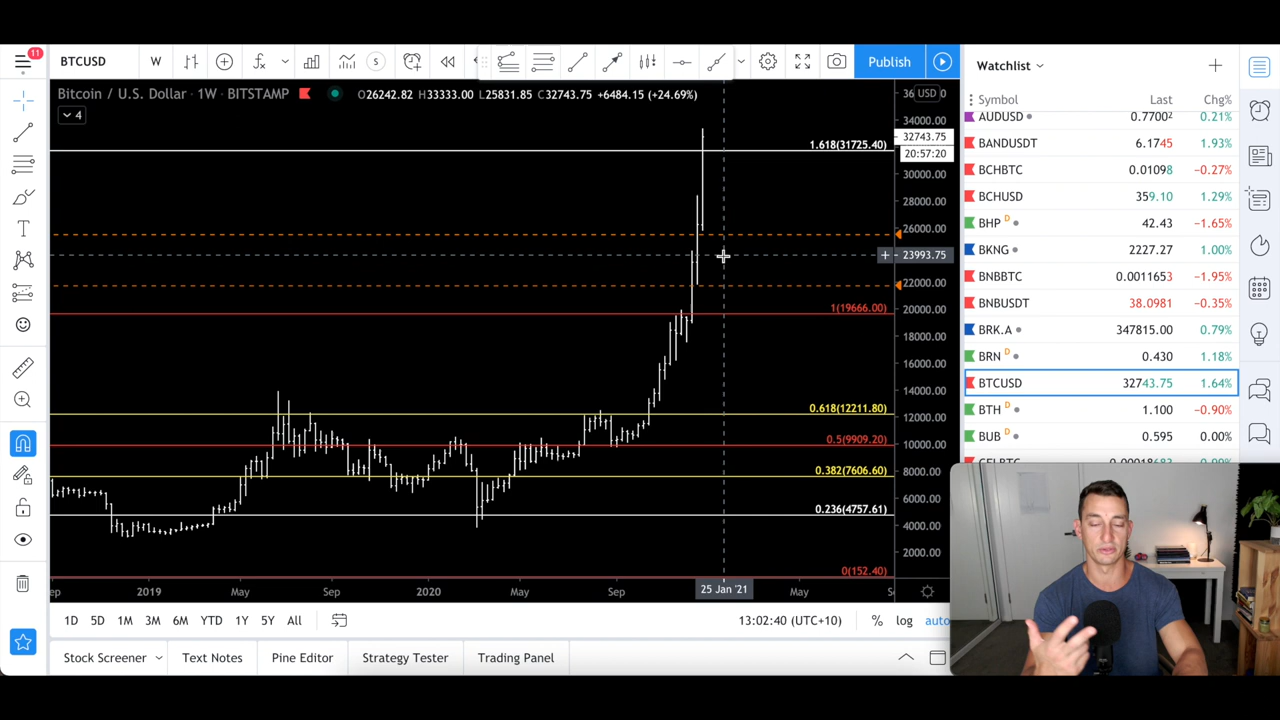 11
BTCUSD
W
S
Publish
Watchlist
Bitcoin / U.S. Dollar · 1W · BITSTAMP
O26242.82 H33333.00 L25831.85 C32743.75 +6484.15 (+24.69%)
4
USD
34000.00
32743.75
20:57:20
30000.00
28000.00
26000.00
23993.75
22000.00
20000.00
18000.00
16000.00
14000.00
12000.00
10000.00
8000.00
6000.00
4000.00
2000.00
1.618(31725.40)
1(19666.00)
0.618(12211.80)
0.5(9909.20)
0.382(7606.60)
0.236(4757.61)
0(152.40)
2019
May
Sep
2020
May
Sep
25 Jan '21
May
1D 5D 1M 3M 6M YTD 1Y 5Y All
13:02:40 (UTC+10)
%
log
auto
Stock Screener
Text Notes
Pine Editor
Strategy Tester
Trading Panel
Symbol Last Chg%
AUDUSD 0.7700² 0.21%
BANDUSDT 6.1745 1.93%
BCHBTC 0.01098 −0.27%
BCHUSD 359.10 1.29%
BHP D 42.43 −1.65%
BKNG 2227.27 1.00%
BNBBTC 0.0011653 −1.95%
BNBUSDT 38.0981 −0.35%
BRK.A 347815.00 0.79%
BRN D 0.430 1.18%
BTCUSD 32743.75 1.64%
BTH D 1.100 −0.90%
BUB D 0.595 0.00%